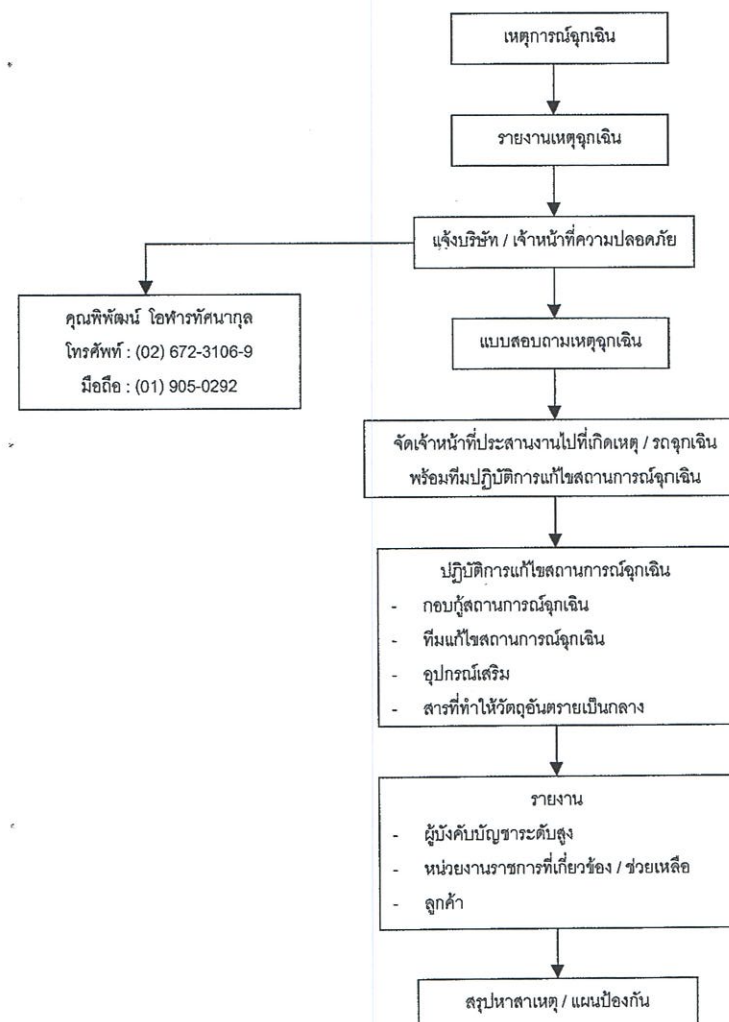 เหตุการณ์ฉุกเฉิน
รายงานเหตุฉุกเฉิน
แจ้งบริษัท / เจ้าหน้าที่ความปลอดภัย
คุณพิพัฒน์ โอฬารทัศนากุล
โทรศัพท์ : (02) 672-3106-9
มือถือ : (01) 905-0292
แบบสอบถามเหตุฉุกเฉิน
จัดเจ้าหน้าที่ประสานงานไปที่เกิดเหตุ / รถฉุกเฉิน
พร้อมทีมปฏิบัติการแก้ไขสถานการณ์ฉุกเฉิน
ปฏิบัติการแก้ไขสถานการณ์ฉุกเฉิน
- กอบกู้สถานการณ์ฉุกเฉิน
- ทีมแก้ไขสถานการณ์ฉุกเฉิน
- อุปกรณ์เสริม
- สารที่ทำให้วัตถุอันตรายเป็นกลาง
รายงาน
- ผู้บังคับบัญชาระดับสูง
- หน่วยงานราชการที่เกี่ยวข้อง / ช่วยเหลือ
- ลูกค้า
สรุปหาสาเหตุ / แผนป้องกัน